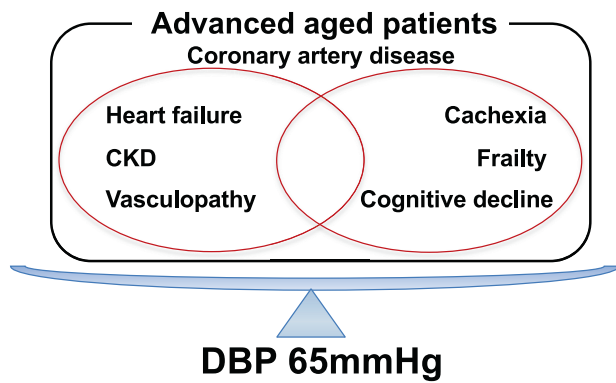 Advanced aged patients
Coronary artery disease
Heart failure
CKD
Vasculopathy
Cachexia
Frailty
Cognitive decline
DBP 65mmHg